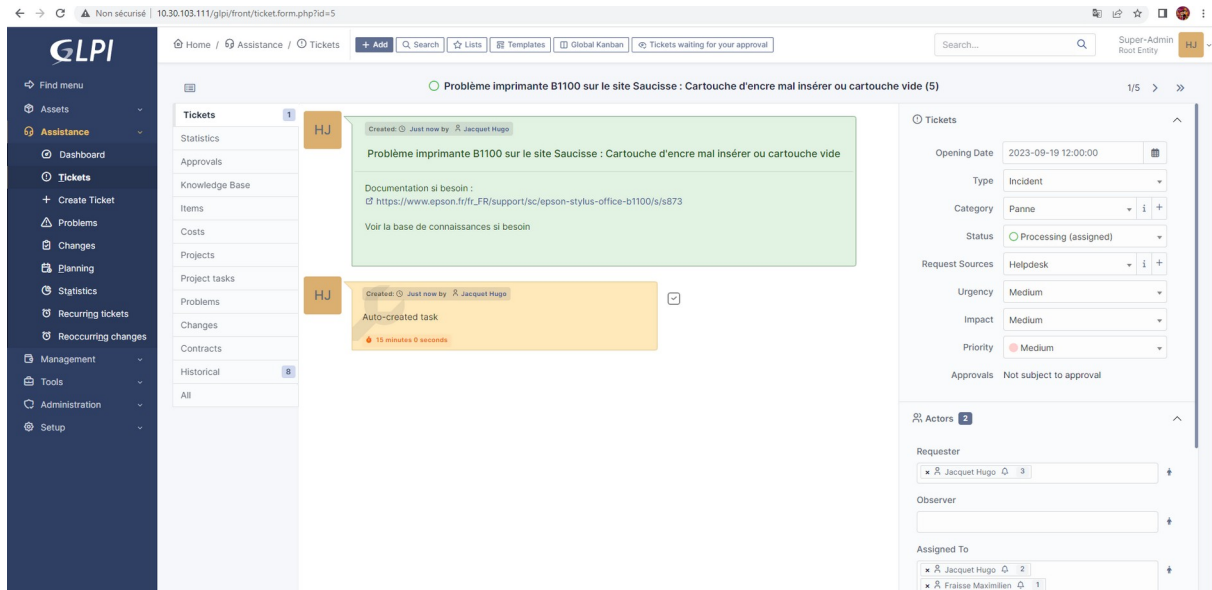 Non sécurisé | 10.30.103.111/glpi/front/ticket.form.php?id=5
GLPI
Home / Assistance / Tickets
+ Add
Search
Lists
Templates
Global Kanban
Tickets waiting for your approval
Search...
Super-Admin
Root Entity
HJ
Find menu
Assets
Assistance
Dashboard
Tickets
+ Create Ticket
Problems
Changes
Planning
Statistics
Recurring tickets
Reoccurring changes
Management
Tools
Administration
Setup
Problème imprimante B1100 sur le site Saucisse : Cartouche d'encre mal insérer ou cartouche vide (5)
1/5
Tickets 1
Statistics
Approvals
Knowledge Base
Items
Costs
Projects
Project tasks
Problems
Changes
Contracts
Historical 8
All
HJ
Created: Just now by Jacquet Hugo
Problème imprimante B1100 sur le site Saucisse : Cartouche d'encre mal insérer ou cartouche vide
Documentation si besoin :
https://www.epson.fr/fr_FR/support/sc/epson-stylus-office-b1100/s/s873
Voir la base de connaissances si besoin
HJ
Created: Just now by Jacquet Hugo
Auto-created task
15 minutes 0 seconds
Tickets
Opening Date 2023-09-19 12:00:00
Type Incident
Category Panne i +
Status Processing (assigned)
Request Sources Helpdesk i +
Urgency Medium
Impact Medium
Priority Medium
Approvals Not subject to approval
Actors 2
Requester
× Jacquet Hugo 3
Observer
Assigned To
× Jacquet Hugo 2
× Fraisse Maximilien 1